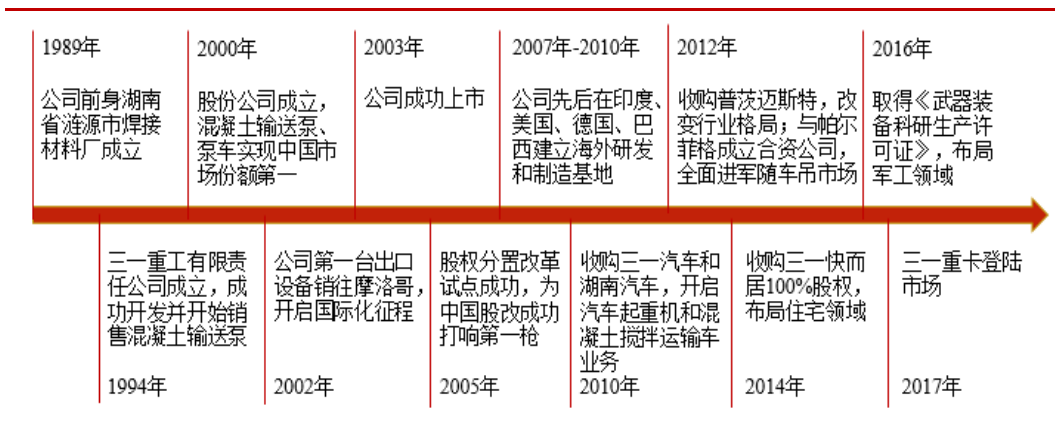 1989年
公司前身湖南
省涟源市焊接
材料厂成立
2000年
股份公司成立，
混凝土输送泵、
泵车实现中国市
场份额第一
2003年
公司成功上市
2007年-2010年
公司先后在印度、
美国、德国、巴
西建立海外研发
和制造基地
2012年
收购普茨迈斯特，改
变行业格局；与帕尔
菲格成立合资公司，
全面进军随车吊市场
2016年
取得《武器装
备科研生产许
可证》，布局
军工领域
三一重工有限责
任公司成立，成
功开发并开始销
售混凝土输送泵
1994年
公司第一台出口
设备销往摩洛哥，
开启国际化征程
2002年
股权分置改革
试点成功，为
中国股改成功
打响第一枪
2005年
收购三一汽车和
湖南汽车，开启
汽车起重机和混
凝土搅拌运输车
业务
2010年
收购三一快而
居100%股权，
布局住宅领域
2014年
三一重卡登陆
市场
2017年